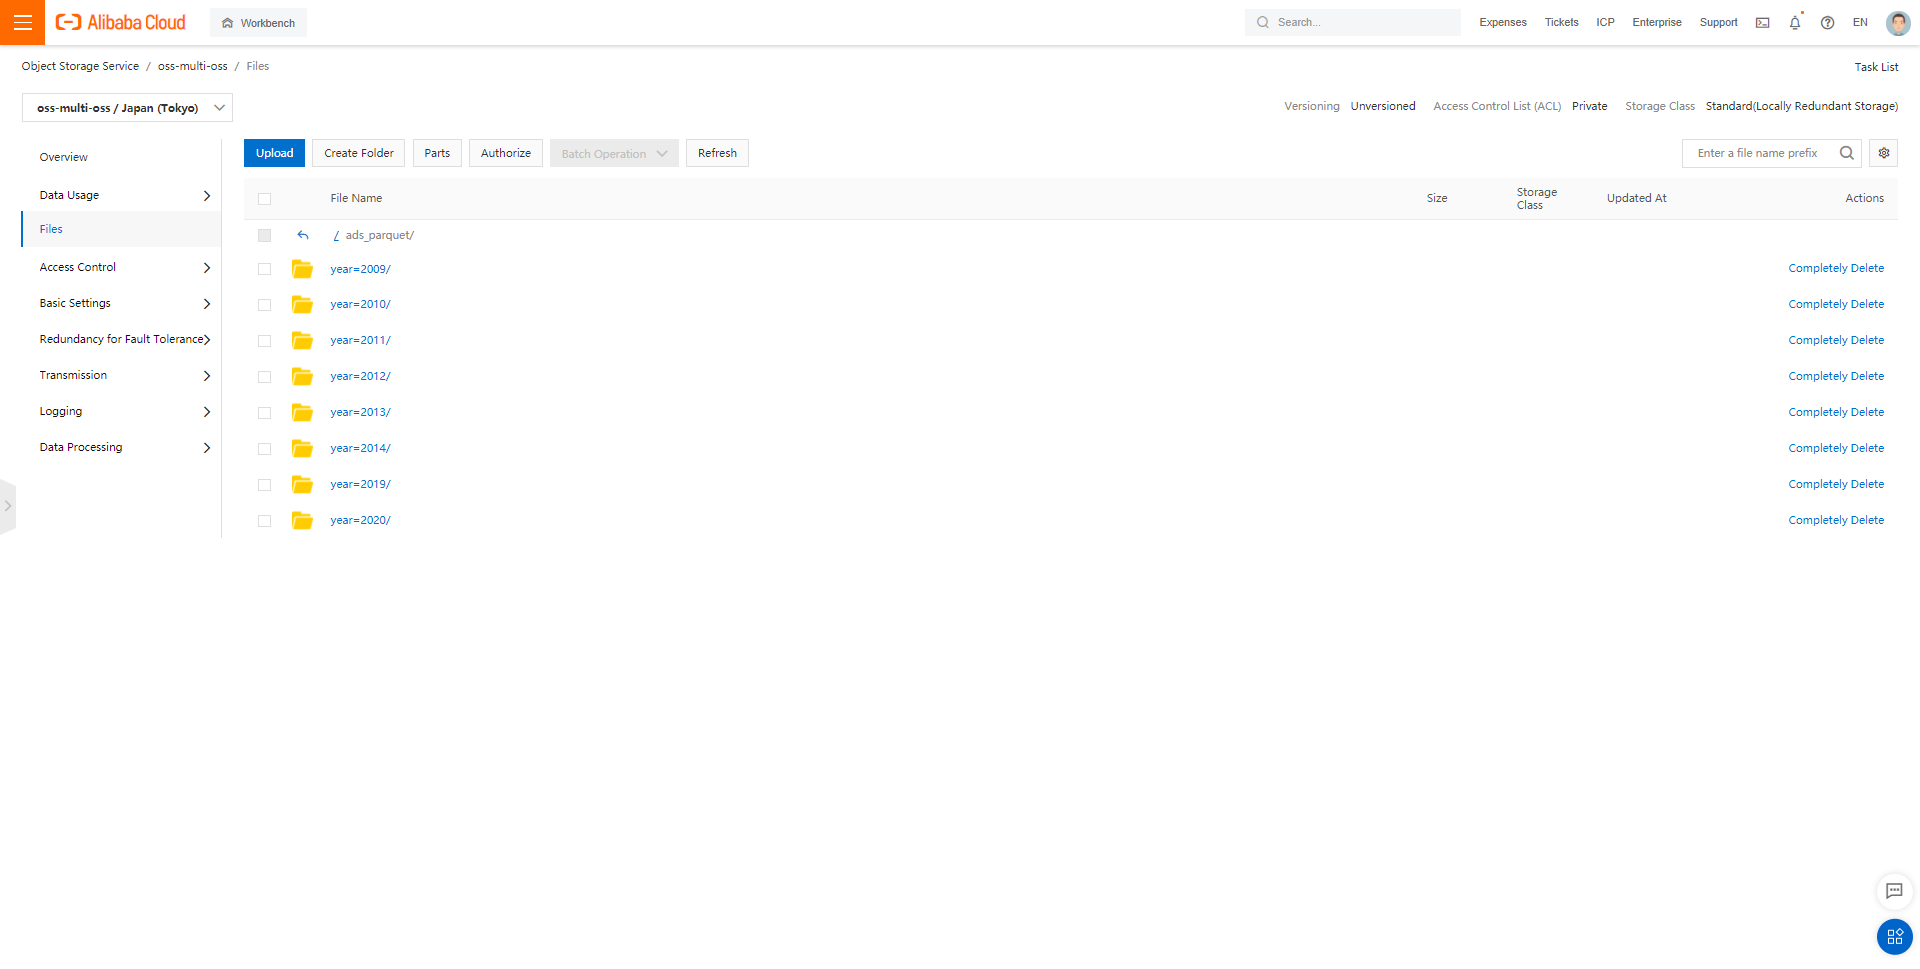 Alibaba Cloud Workbench Search... Expenses Tickets ICP Enterprise Support EN
Object Storage Service / oss-multi-oss / Files Task List
oss-multi-oss / Japan (Tokyo) Versioning Unversioned Access Control List (ACL) Private Storage Class Standard(Locally Redundant Storage)
Overview
Data Usage
Files
Access Control
Basic Settings
Redundancy for Fault Tolerance
Transmission
Logging
Data Processing
Upload Create Folder Parts Authorize Batch Operation Refresh Enter a file name prefix
File Name Size Storage Class Updated At Actions
/ ads_parquet/
year=2009/ Completely Delete
year=2010/ Completely Delete
year=2011/ Completely Delete
year=2012/ Completely Delete
year=2013/ Completely Delete
year=2014/ Completely Delete
year=2019/ Completely Delete
year=2020/ Completely Delete